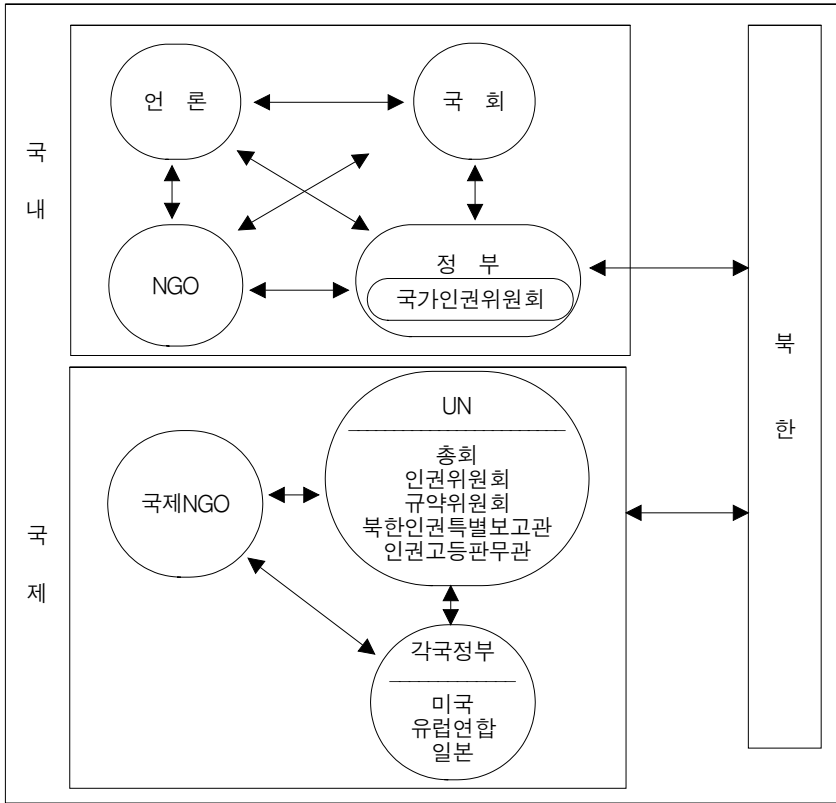 국
내
언 론
국 회
NGO
정 부
국가인권위원회
국
제
국제NGO
UN
총회
인권위원회
규약위원회
북한인권특별보고관
인권고등판무관
각국정부
미국
유럽연합
일본
북
한